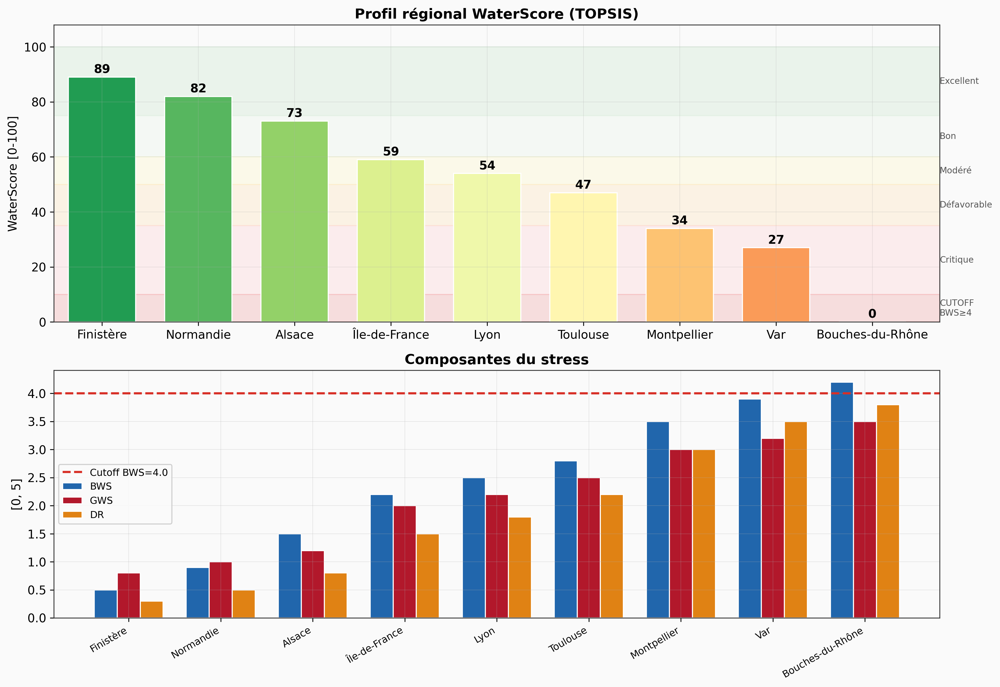 Profil régional WaterScore (TOPSIS)
WaterScore [0-100]
100
80
60
40
20
0
89
82
73
59
54
47
34
27
0
Excellent
Bon
Modéré
Défavorable
Critique
CUTOFF
BWS≥4
Finistère
Normandie
Alsace
Île-de-France
Lyon
Toulouse
Montpellier
Var
Bouches-du-Rhône
Composantes du stress
[0, 5]
4.0
3.5
3.0
2.5
2.0
1.5
1.0
0.5
0.0
Cutoff BWS=4.0
BWS
GWS
DR
Finistère
Normandie
Alsace
Île-de-France
Lyon
Toulouse
Montpellier
Var
Bouches-du-Rhône